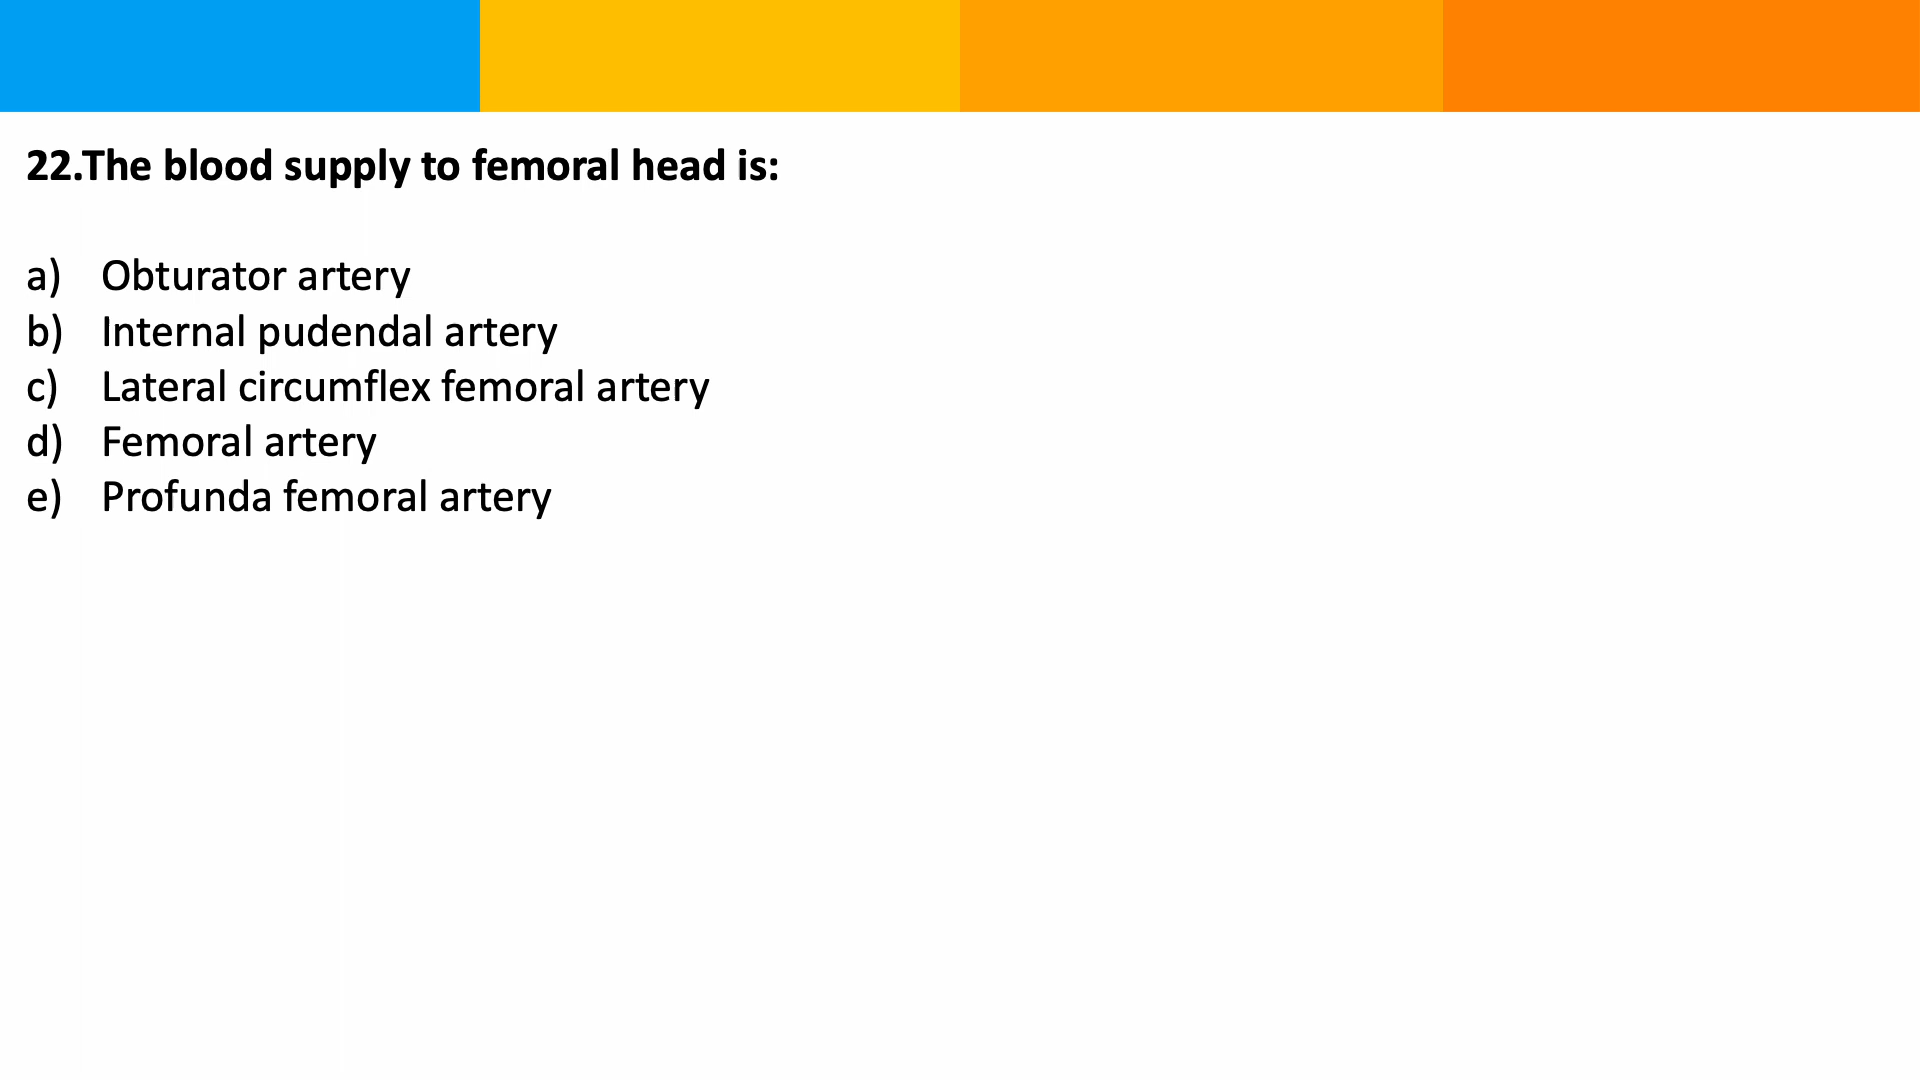 22.The blood supply to femoral head is:
a) Obturator artery
b) Internal pudendal artery
c) Lateral circumflex femoral artery
d) Femoral artery
e) Profunda femoral artery